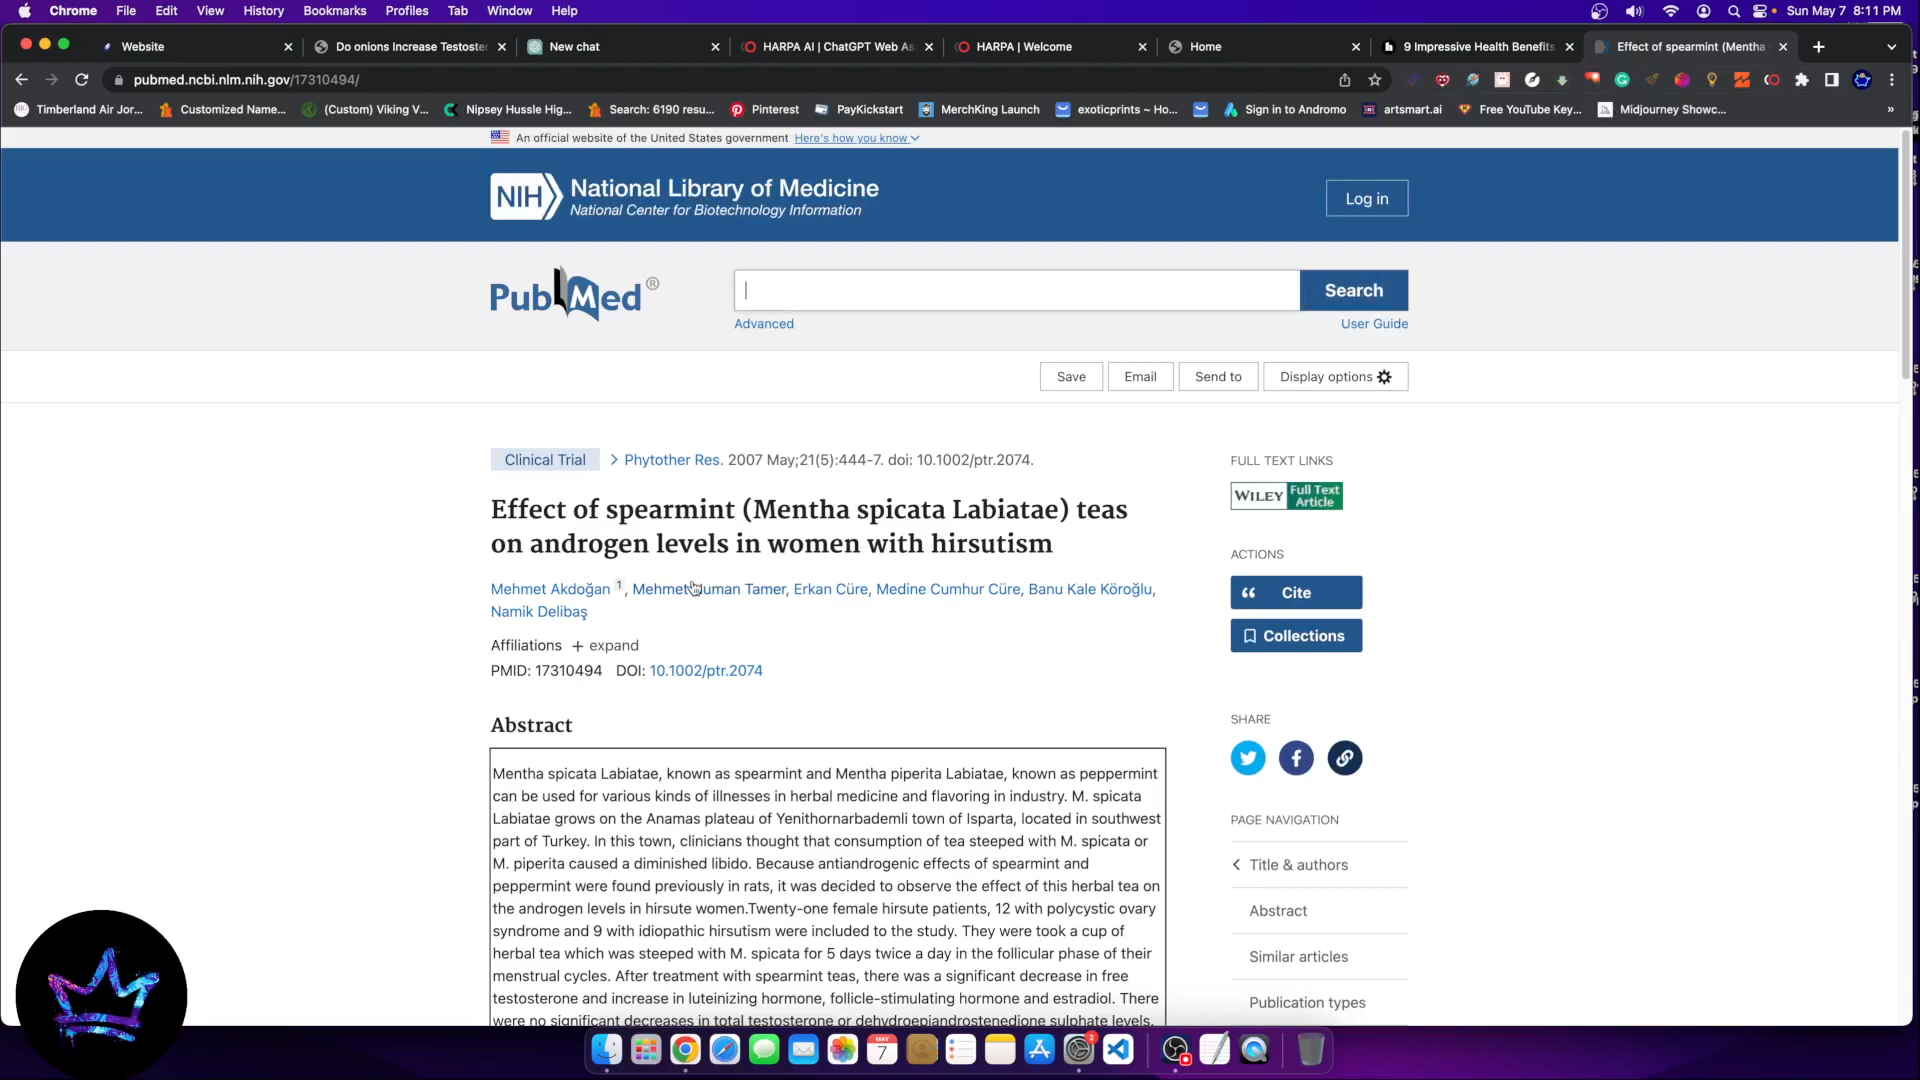 Chrome File Edit View History Bookmarks Profiles Tab Window Help Sun May 7 8:11 PM
Website Do onions Increase Testoste New chat HARPA AI | ChatGPT Web As HARPA | Welcome Home 9 Impressive Health Benefits Effect of spearmint (Mentha
pubmed.ncbi.nlm.nih.gov/17310494/
Timberland Air Jor... Customized Name... (Custom) Viking V... Nipsey Hussle Hig... Search: 6190 resu... Pinterest PayKickstart MerchKing Launch exoticprints ~ Ho... Sign in to Andromo artsmart.ai Free YouTube Key... Midjourney Showc... »
An official website of the United States government Here's how you know
NIH National Library of Medicine
National Center for Biotechnology Information
Log in
PubMed®
Search
Advanced
User Guide
Save Email Send to Display options
Clinical Trial > Phytother Res. 2007 May;21(5):444-7. doi: 10.1002/ptr.2074.
Effect of spearmint (Mentha spicata Labiatae) teas
on androgen levels in women with hirsutism
Mehmet Akdoğan 1, Mehmet Numan Tamer, Erkan Cüre, Medine Cumhur Cüre, Banu Kale Köroğlu,
Namik Delibaş
Affiliations + expand
PMID: 17310494 DOI: 10.1002/ptr.2074
Abstract
Mentha spicata Labiatae, known as spearmint and Mentha piperita Labiatae, known as peppermint
can be used for various kinds of illnesses in herbal medicine and flavoring in industry. M. spicata
Labiatae grows on the Anamas plateau of Yenithornarbademli town of Isparta, located in southwest
part of Turkey. In this town, clinicians thought that consumption of tea steeped with M. spicata or
M. piperita caused a diminished libido. Because antiandrogenic effects of spearmint and
peppermint were found previously in rats, it was decided to observe the effect of this herbal tea on
the androgen levels in hirsute women.Twenty-one female hirsute patients, 12 with polycystic ovary
syndrome and 9 with idiopathic hirsutism were included to the study. They were took a cup of
herbal tea which was steeped with M. spicata for 5 days twice a day in the follicular phase of their
menstrual cycles. After treatment with spearmint teas, there was a significant decrease in free
testosterone and increase in luteinizing hormone, follicle-stimulating hormone and estradiol. There
were no significant decreases in total testosterone or dehydroepiandrostenedione sulphate levels.
FULL TEXT LINKS
WILEY Full Text
Article
ACTIONS
Cite
Collections
SHARE
PAGE NAVIGATION
Title & authors
Abstract
Similar articles
Publication types
MAY
7
2